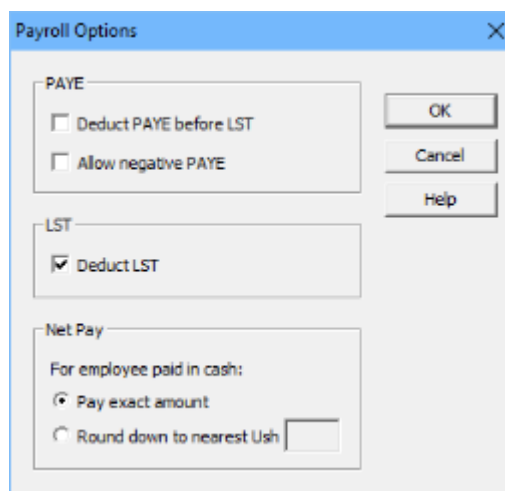 Payroll Options
PAYE
Deduct PAYE before LST
Allow negative PAYE
OK
Cancel
Help
LST
Deduct LST
Net Pay
For employee paid in cash:
Pay exact amount
Round down to nearest Ush